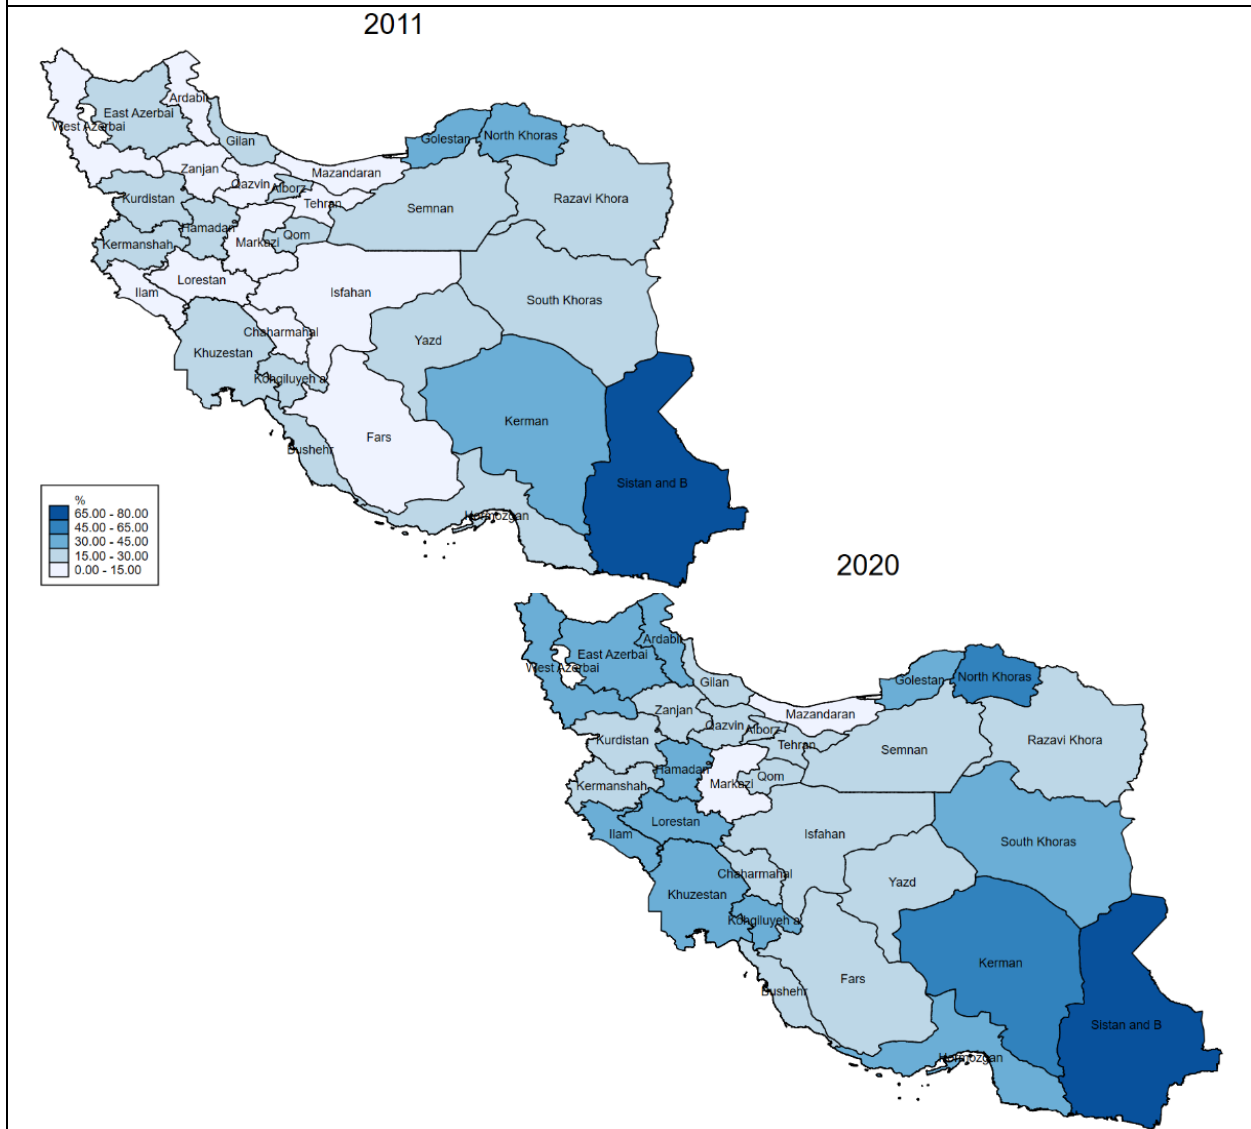 2011
Ardabil
East Azerbai
West Azerbai
Gilan
Golestan
North Khoras
Zanjan
Mazandaran
Qazvin
Alborz
Razavi Khora
Kurdistan
Tehran
Semnan
Hamadan
Qom
Kermanshah
Markazi
Lorestan
Ilam
Isfahan
South Khoras
Chaharmahal
Yazd
Khuzestan
Kohgiluyeh a
Kerman
Fars
Bushehr
Sistan and B
Hormozgan
%
65.00 - 80.00
45.00 - 65.00
30.00 - 45.00
15.00 - 30.00
0.00 - 15.00
2020
Ardabil
East Azerbai
West Azerbai
Gilan
Golestan
North Khoras
Zanjan
Mazandaran
Qazvin
Alborz
Razavi Khora
Kurdistan
Tehran
Semnan
Hamadan
Qom
Kermanshah
Markazi
Lorestan
Ilam
Isfahan
South Khoras
Chaharmahal
Yazd
Khuzestan
Kohgiluyeh a
Kerman
Fars
Bushehr
Sistan and B
Hormozgan